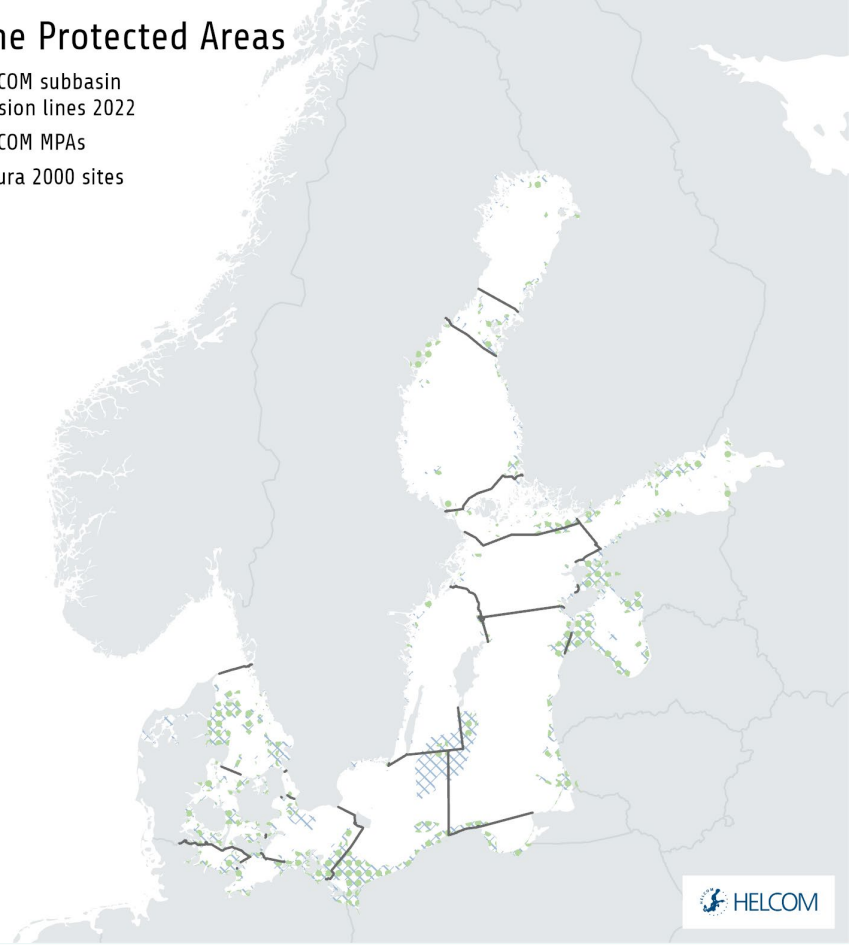 ne Protected Areas
COM subbasin
sion lines 2022
COM MPAs
ura 2000 sites
HELCOM